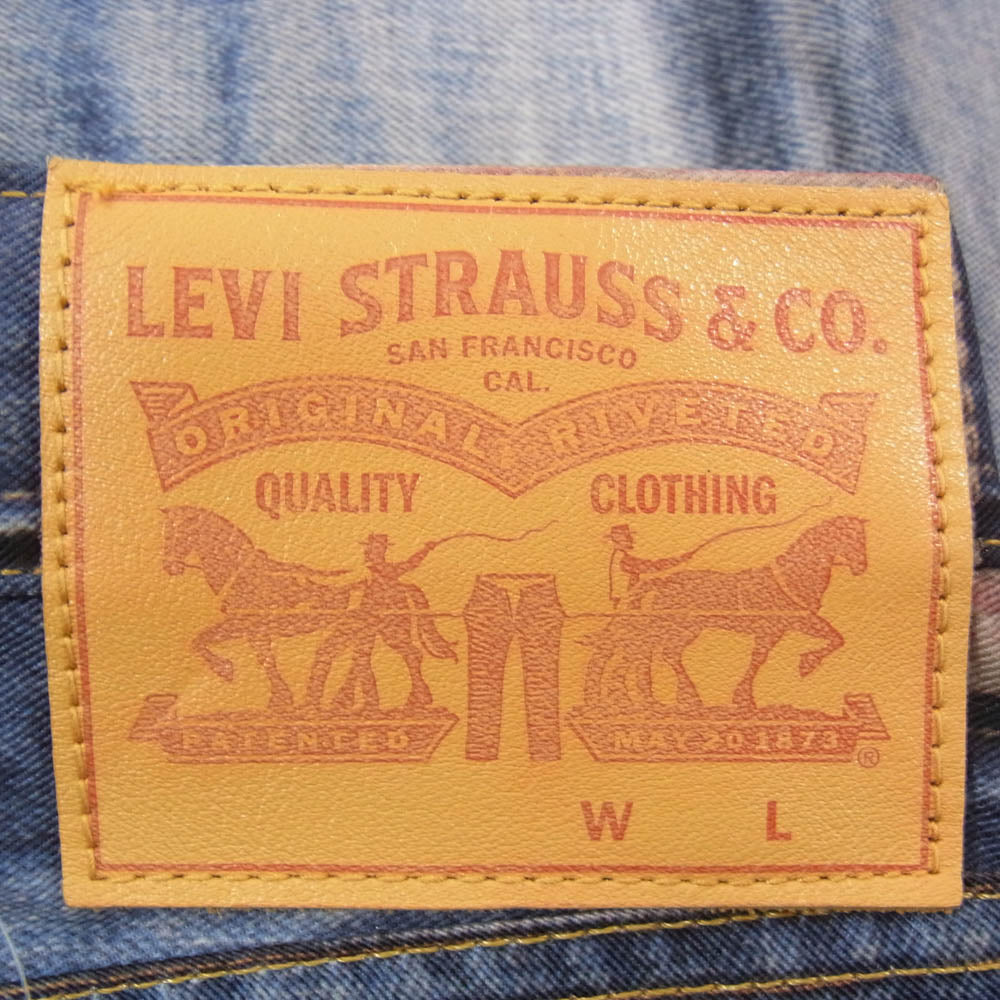 LEVI STRAUSS & CO.
SAN FRANCISCO
CAL.
ORIGINAL RIVETED
QUALITY CLOTHING
PATENTED MAY 20 1873 ®
W L